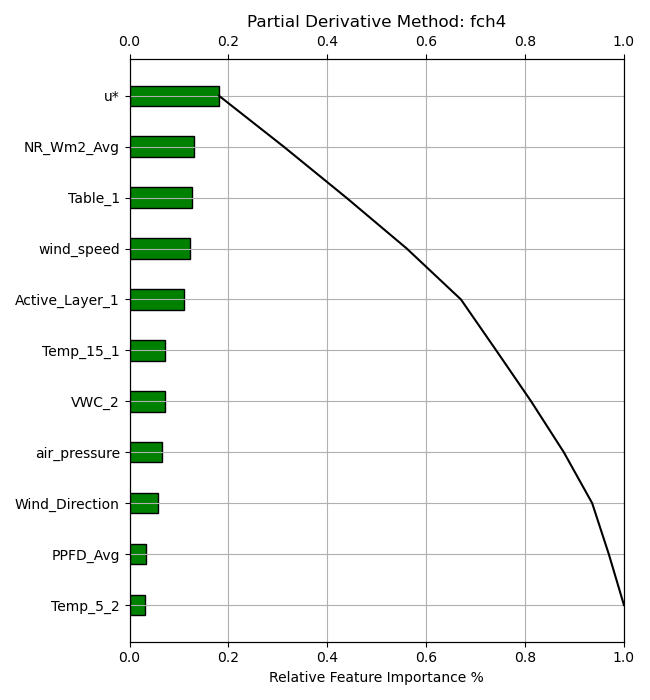 Partial Derivative Method: fch4
0.0 0.2 0.4 0.6 0.8 1.0
u*
NR_Wm2_Avg
Table_1
wind_speed
Active_Layer_1
Temp_15_1
VWC_2
air_pressure
Wind_Direction
PPFD_Avg
Temp_5_2
0.0 0.2 0.4 0.6 0.8 1.0
Relative Feature Importance %